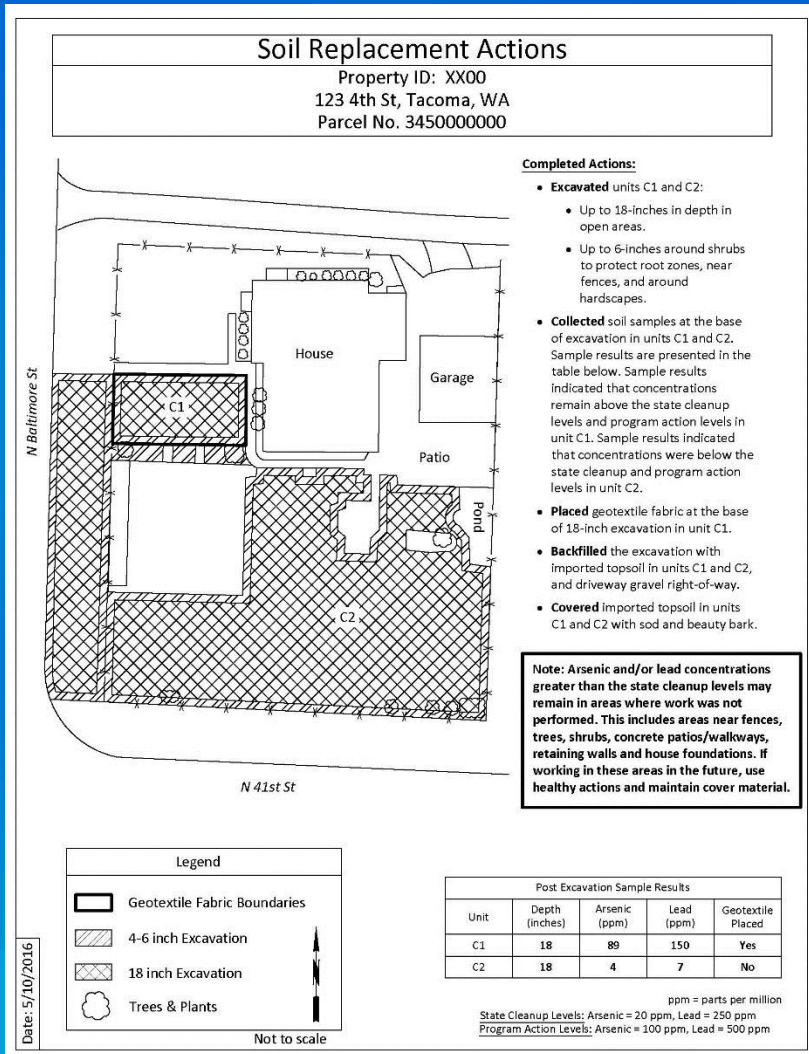 Soil Replacement Actions
Property ID: XX00
123 4th St, Tacoma, WA
Parcel No. 3450000000
Completed Actions:
• Excavated units C1 and C2:
• Up to 18-inches in depth in
open areas.
• Up to 6-inches around shrubs
to protect root zones, near
fences, and around
hardscapes.
• Collected soil samples at the base
of excavation in units C1 and C2.
Sample results are presented in the
table below. Sample results
indicated that concentrations
remain above the state cleanup
levels and program action levels in
unit C1. Sample results indicated
that concentrations were below the
state cleanup and program action
levels in unit C2.
• Placed geotextile fabric at the base
of 18-inch excavation in unit C1.
• Backfilled the excavation with
imported topsoil in units C1 and C2,
and driveway gravel right-of-way.
• Covered imported topsoil in units
C1 and C2 with sod and beauty bark.
Note: Arsenic and/or lead concentrations
greater than the state cleanup levels may
remain in areas where work was not
performed. This includes areas near fences,
trees, shrubs, concrete patios/walkways,
retaining walls and house foundations. If
working in these areas in the future, use
healthy actions and maintain cover material.
N Baltimore St
House
Garage
C1
Patio
Pond
C2
N 41st St
Legend
Geotextile Fabric Boundaries
4-6 inch Excavation
18 inch Excavation
Trees & Plants
N
Not to scale
Date: 5/10/2016
Post Excavation Sample Results
Unit Depth (inches) Arsenic (ppm) Lead (ppm) Geotextile Placed
C1 18 89 150 Yes
C2 18 4 7 No
ppm = parts per million
State Cleanup Levels: Arsenic = 20 ppm, Lead = 250 ppm
Program Action Levels: Arsenic = 100 ppm, Lead = 500 ppm